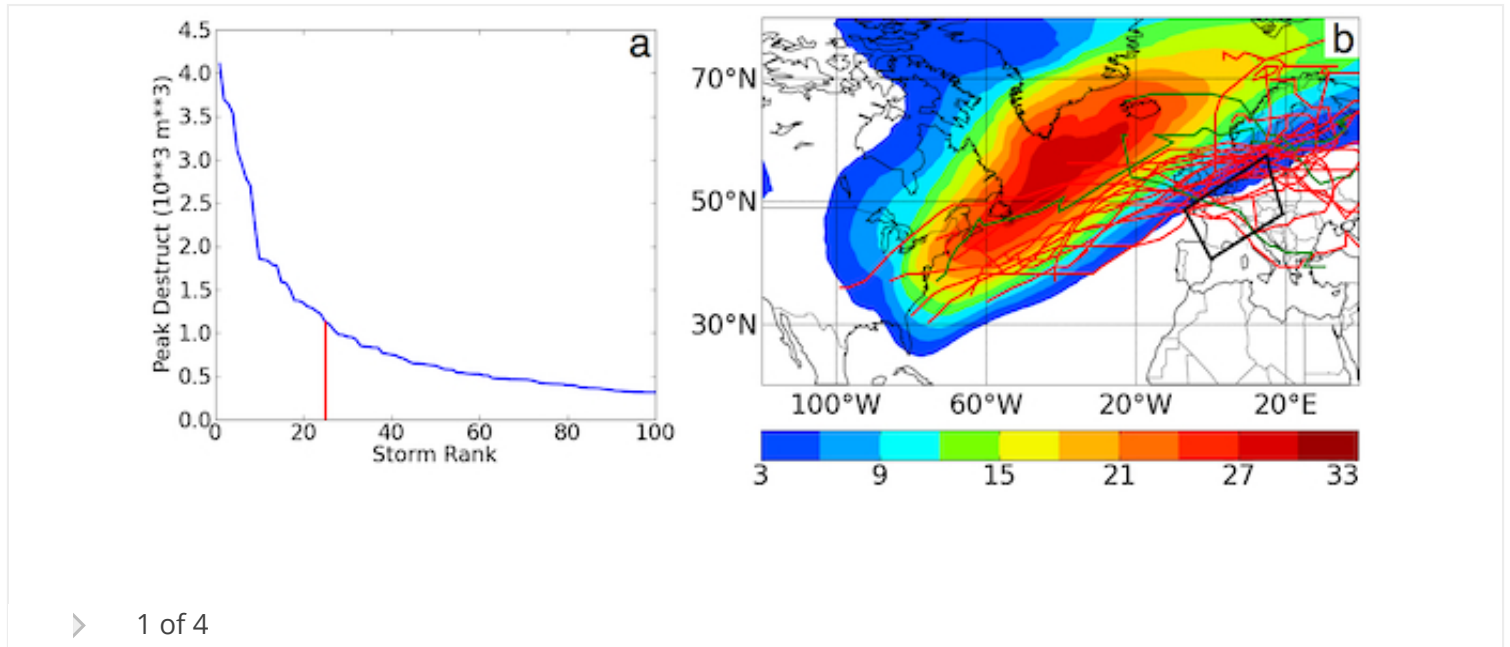 a
4.5
4.0
3.5
3.0
2.5
2.0
1.5
1.0
0.5
0.0
Peak Destruct (10**3 m**3)
0 20 40 60 80 100
Storm Rank
b
70°N
50°N
30°N
100°W 60°W 20°W 20°E
3 9 15 21 27 33
1 of 4